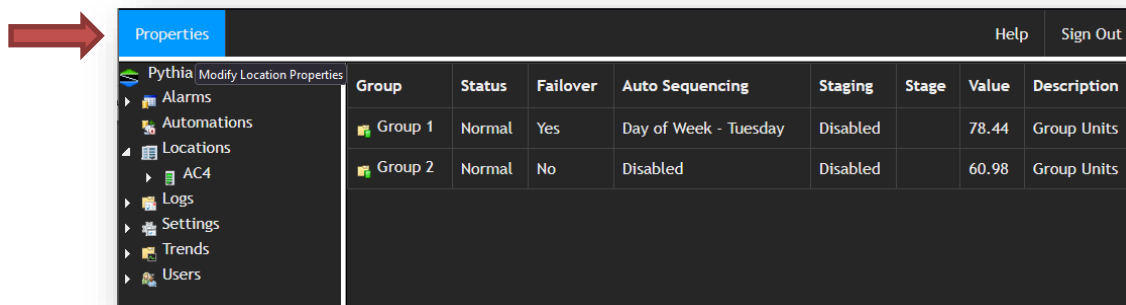 Properties Help Sign Out
Pythia Modify Location Properties
Group Status Failover Auto Sequencing Staging Stage Value Description
Alarms
Automations
Group 1 Normal Yes Day of Week - Tuesday Disabled 78.44 Group Units
Locations
AC4
Group 2 Normal No Disabled Disabled 60.98 Group Units
Logs
Settings
Trends
Users